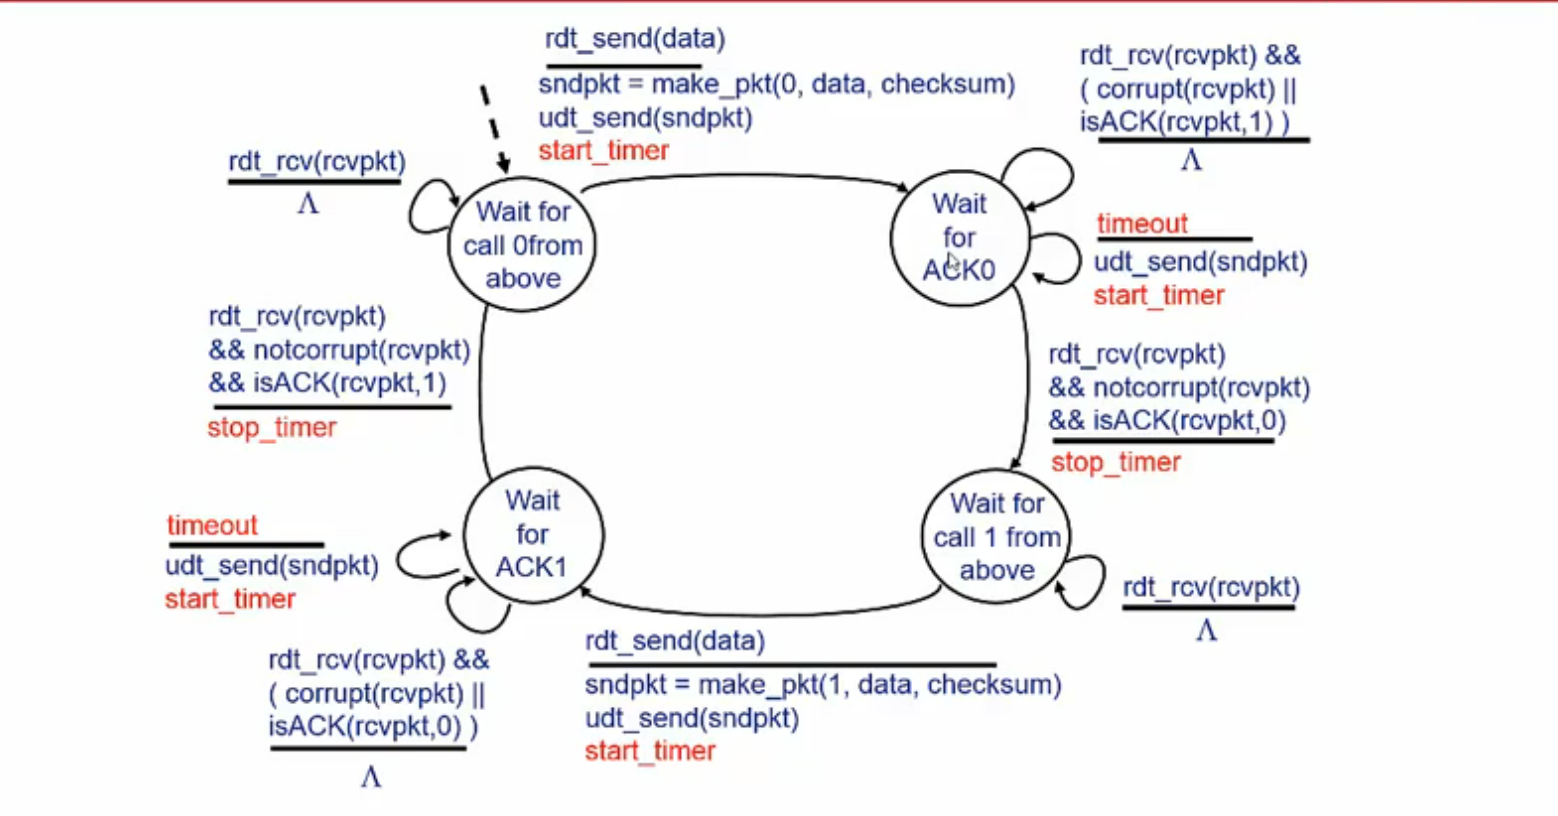 rdt_send(data)
sndpkt = make_pkt(0, data, checksum)
udt_send(sndpkt)
start_timer
rdt_rcv(rcvpkt) &&
( corrupt(rcvpkt) ||
isACK(rcvpkt,1) )
Λ
rdt_rcv(rcvpkt)
Λ
Wait for
call 0from
above
Wait
for
ACK0
timeout
udt_send(sndpkt)
start_timer
rdt_rcv(rcvpkt)
&& notcorrupt(rcvpkt)
&& isACK(rcvpkt,1)
stop_timer
rdt_rcv(rcvpkt)
&& notcorrupt(rcvpkt)
&& isACK(rcvpkt,0)
stop_timer
Wait
for
ACK1
Wait for
call 1 from
above
timeout
udt_send(sndpkt)
start_timer
rdt_rcv(rcvpkt)
Λ
rdt_rcv(rcvpkt) &&
( corrupt(rcvpkt) ||
isACK(rcvpkt,0) )
Λ
rdt_send(data)
sndpkt = make_pkt(1, data, checksum)
udt_send(sndpkt)
start_timer